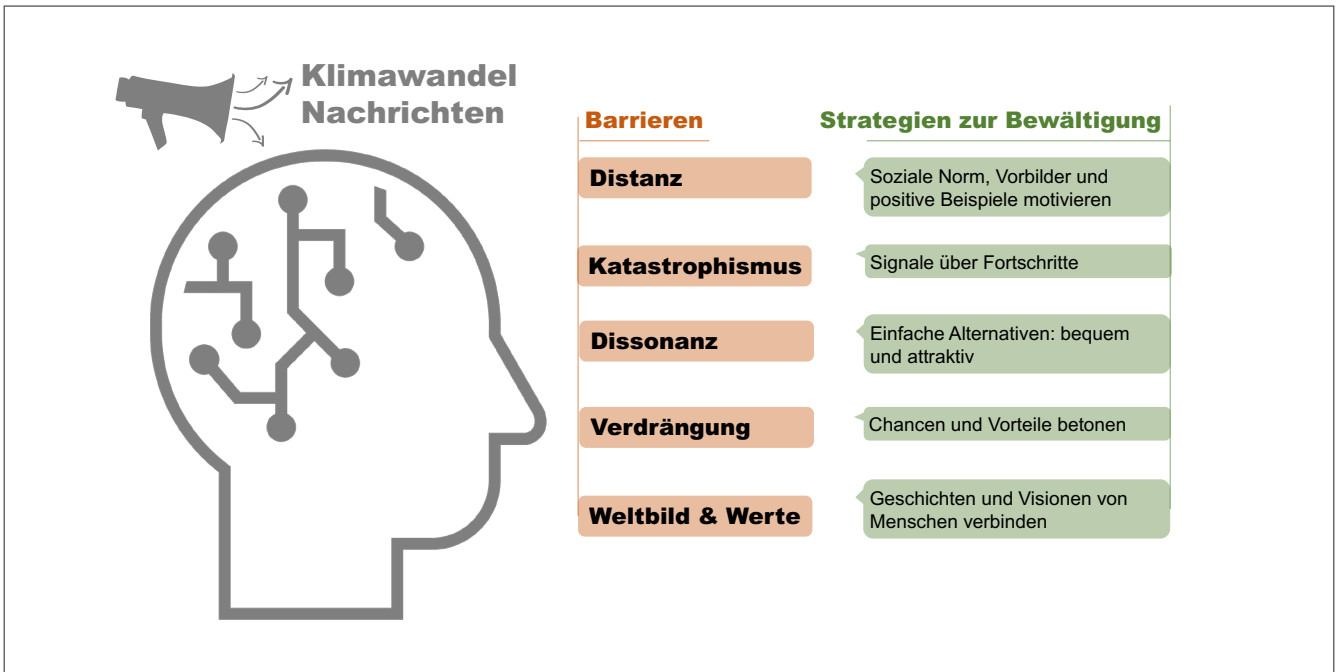 Klimawandel
Nachrichten
Barrieren
Strategien zur Bewältigung
Distanz
Soziale Norm, Vorbilder und
positive Beispiele motivieren
Katastrophismus
Signale über Fortschritte
Dissonanz
Einfache Alternativen: bequem
und attraktiv
Verdrängung
Chancen und Vorteile betonen
Weltbild & Werte
Geschichten und Visionen von
Menschen verbinden